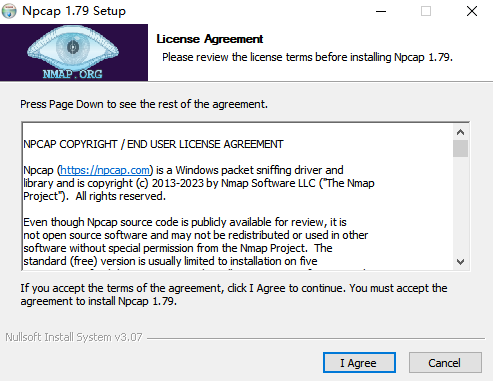 Npcap 1.79 Setup
NMAP.ORG
License Agreement
Please review the license terms before installing Npcap 1.79.
Press Page Down to see the rest of the agreement.
NPCAP COPYRIGHT / END USER LICENSE AGREEMENT
Npcap (https://npcap.com) is a Windows packet sniffing driver and
library and is copyright (c) 2013-2023 by Nmap Software LLC ("The Nmap
Project").  All rights reserved.
Even though Npcap source code is publicly available for review, it is
not open source software and may not be redistributed or used in other
software without special permission from the Nmap Project.  The
standard (free) version is usually limited to installation on five
If you accept the terms of the agreement, click I Agree to continue. You must accept the
agreement to install Npcap 1.79.
Nullsoft Install System v3.07
I Agree
Cancel